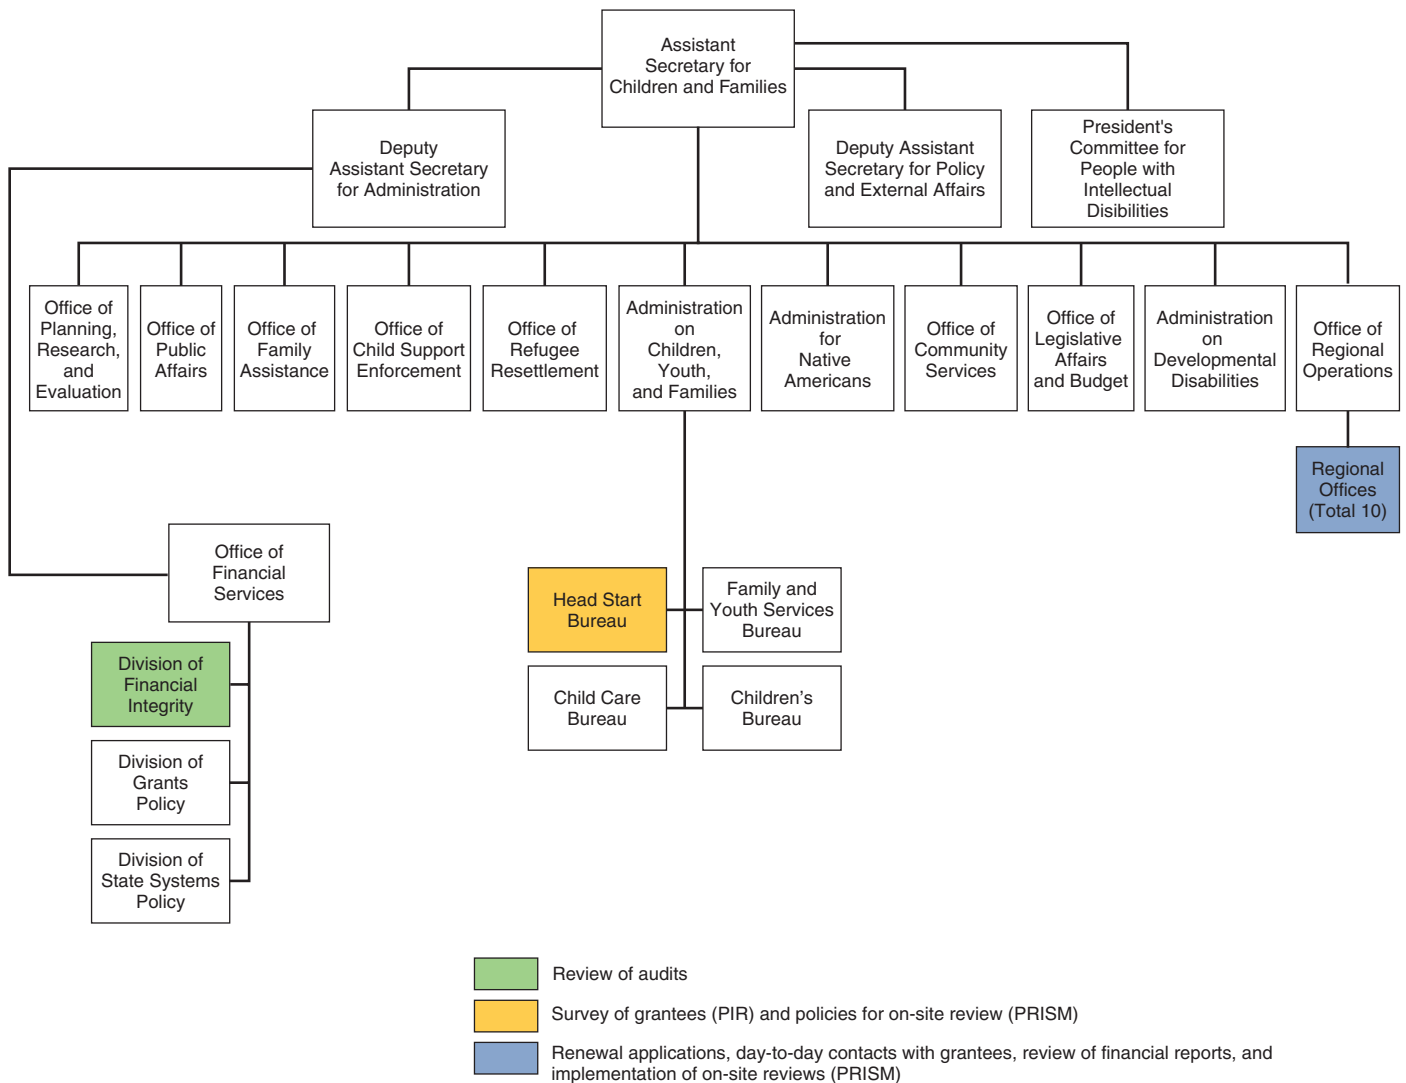 Assistant
Secretary for
Children and Families
Deputy
Assistant Secretary
for Administration
Deputy Assistant
Secretary for Policy
and External Affairs
President's
Committee for
People with
Intellectual
Disibilities
Office of
Planning,
Research,
and
Evaluation
Office of
Public
Affairs
Office of
Family
Assistance
Office of
Child Support
Enforcement
Office of
Refugee
Resettlement
Administration
on
Children,
Youth,
and Families
Administration
for
Native
Americans
Office of
Community
Services
Office of
Legislative
Affairs
and Budget
Administration
on
Developmental
Disabilities
Office of
Regional
Operations
Regional
Offices
(Total 10)
Office of
Financial
Services
Head Start
Bureau
Family and
Youth Services
Bureau
Division of
Financial
Integrity
Child Care
Bureau
Children’s
Bureau
Division of
Grants
Policy
Division of
State Systems
Policy
Review of audits
Survey of grantees (PIR) and policies for on-site review (PRISM)
Renewal applications, day-to-day contacts with grantees, review of financial reports, and
implementation of on-site reviews (PRISM)